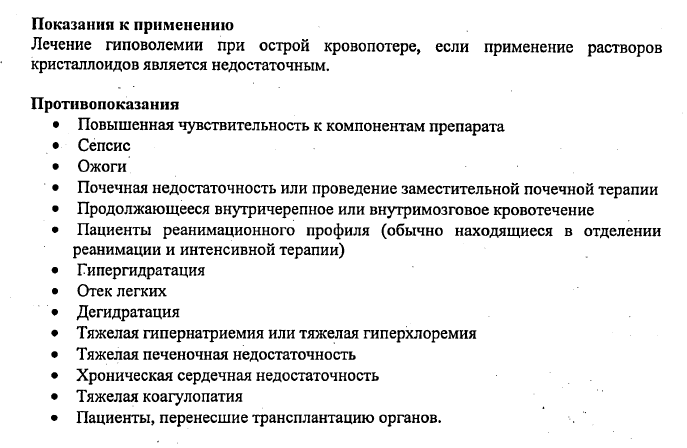 Показания к применению
Лечение гиповолемии при острой кровопотере, если применение растворов
кристаллоидов является недостаточным.
Противопоказания
• Повышенная чувствительность к компонентам препарата
• Сепсис
• Ожоги
• Почечная недостаточность или проведение заместительной почечной терапии
• Продолжающееся внутричерепное или внутримозговое кровотечение
• Пациенты реанимационного профиля (обычно находящиеся в отделении
реанимации и интенсивной терапии)
• Гипергидратация
• Отек легких
• Дегидратация
• Тяжелая гипернатриемия или тяжелая гиперхлоремия
• Тяжелая печеночная недостаточность
• Хроническая сердечная недостаточность
• Тяжелая коагулопатия
• Пациенты, перенесшие трансплантацию органов.